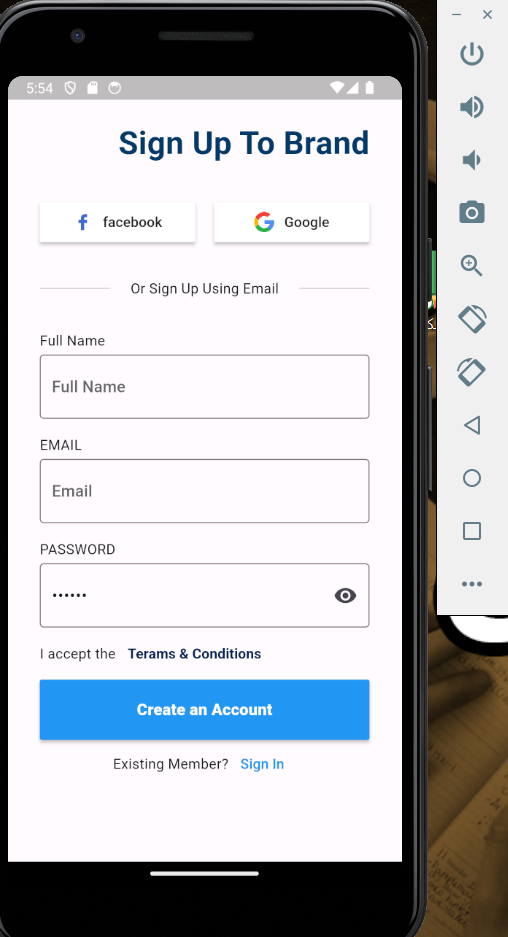 5:54
Sign Up To Brand
facebook Google
Or Sign Up Using Email
Full Name
Full Name
EMAIL
Email
PASSWORD
••••••
I accept the Terams & Conditions
Create an Account
Existing Member? Sign In